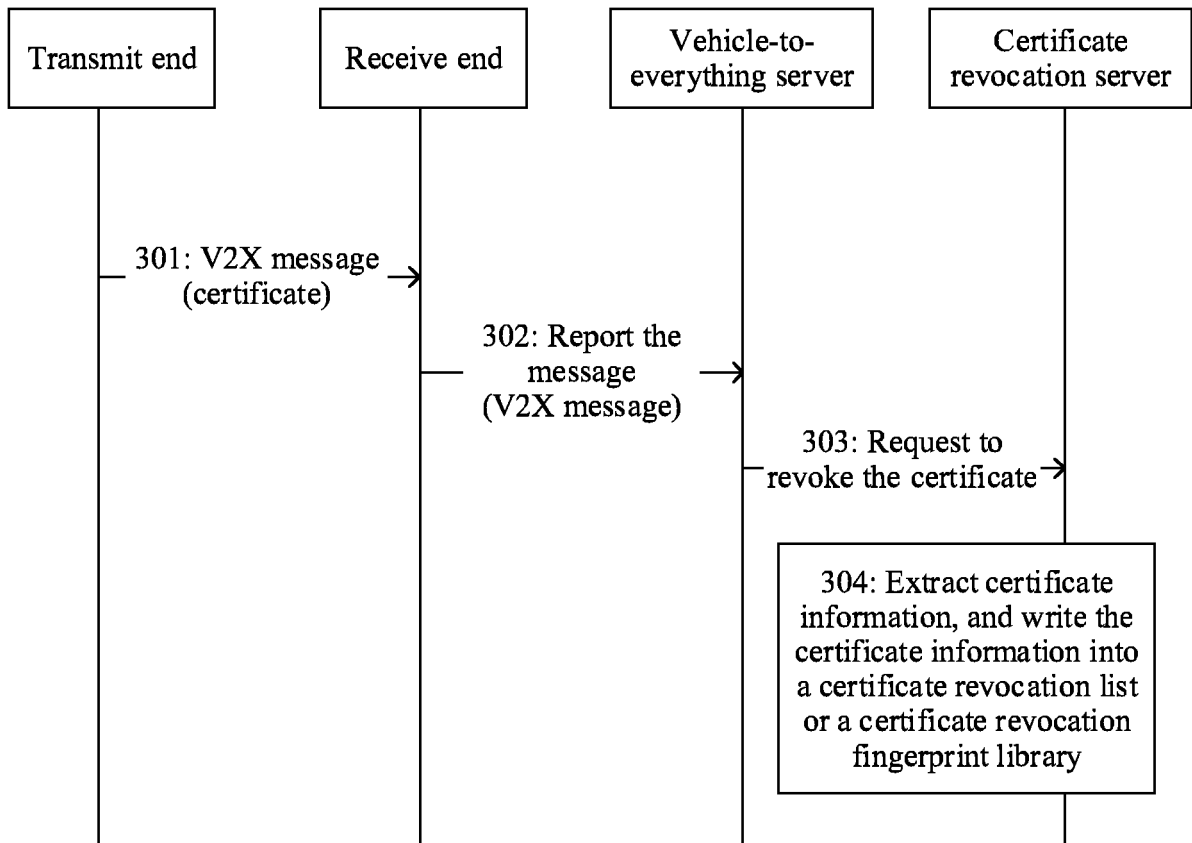 Transmit end
Receive end
Vehicle-to-
everything server
Certificate
revocation server
301: V2X message
(certificate)
302: Report the
message
(V2X message)
303: Request to
revoke the certificate
304: Extract certificate
information, and write the
certificate information into
a certificate revocation list
or a certificate revocation
fingerprint library